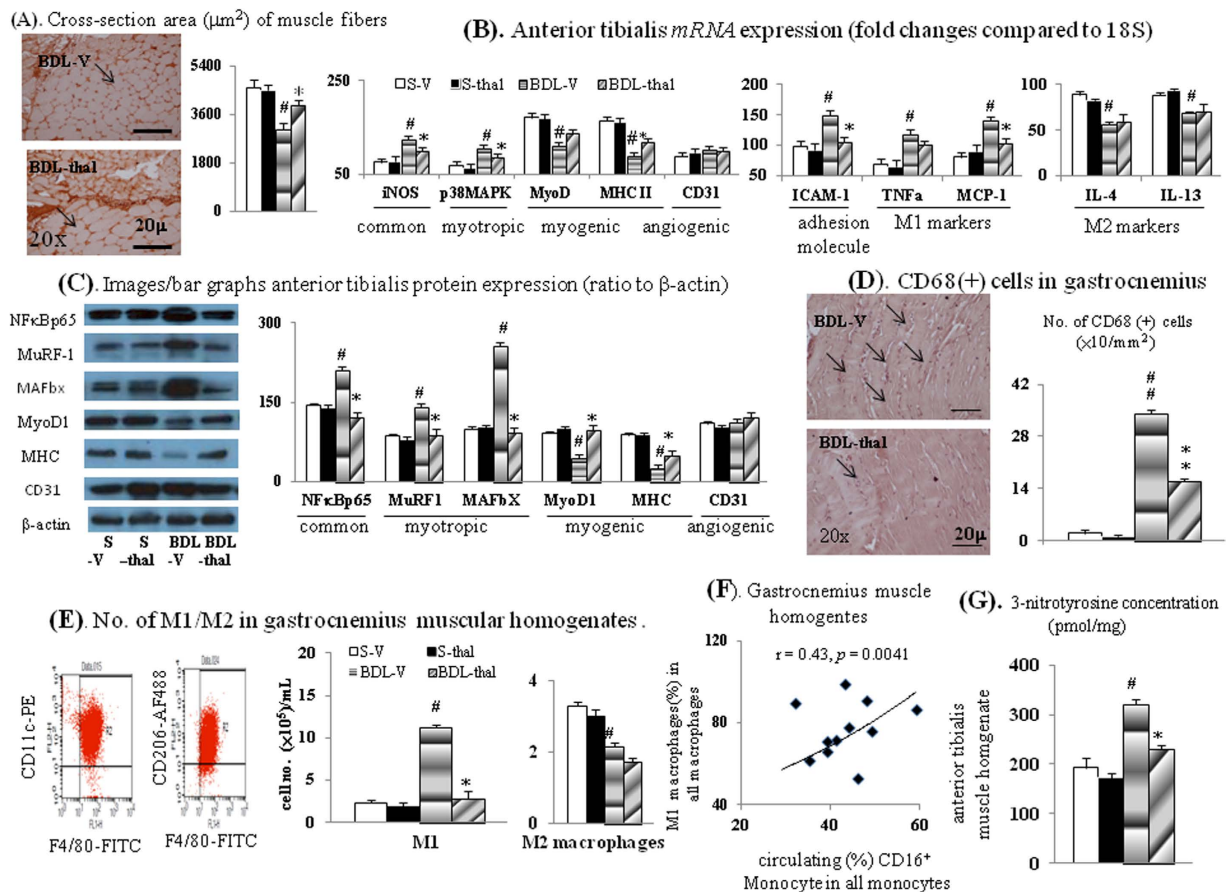 (A). Cross-section area (μm²) of muscle fibers
BDL-V
BDL-thal
20x
20μ
5400
3600
1800
0
#
*
(B). Anterior tibialis mRNA expression (fold changes compared to 18S)
S-V S-thal BDL-V BDL-thal
250
50
# * # * # # *
iNOS p38MAPK MyoD MHC II CD31
common myotropic myogenic angiogenic
200
150
100
50
# * # # *
ICAM-1 TNFa MCP-1
adhesion molecule
M1 markers
100
50
0
# #
IL-4 IL-13
M2 markers
(C). Images/bar graphs anterior tibialis protein expression (ratio to β-actin)
NFκBp65
MuRF-1
MAFbx
MyoD1
MHC
CD31
β-actin
S S BDL BDL
-V –thal -V -thal
300
150
0
# * # * # * # * # *
NFκBp65 MuRF1 MAFbX MyoD1 MHC CD31
common myotropic myogenic angiogenic
(D). CD68(+) cells in gastrocnemius
BDL-V
BDL-thal
20x
20μ
No. of CD68 (+) cells
(×10/mm²)
42
28
14
0
#
#
*
*
(E). No. of M1/M2 in gastrocnemius muscular homogenates .
Data.015
CD11c-PE
F4/80-FITC
Data.024
CD206-AF488
F4/80-FITC
S-V S-thal
BDL-V BDL-thal
cell no. (×10⁵)/mL
20
15
10
5
0
#
*
M1
4
2
0
#
M2 macrophages
(F). Gastrocnemius muscle
homogentes
r = 0.43, p = 0.0041
M1 macrophages(%) in
all macrophages
120
80
40
20 40 60
circulating (%) CD16⁺
Monocyte in all monocytes
(G). 3-nitrotyrosine concentration
(pmol/mg)
anterior tibialis
muscle homgenate
400
300
200
100
0
#
*